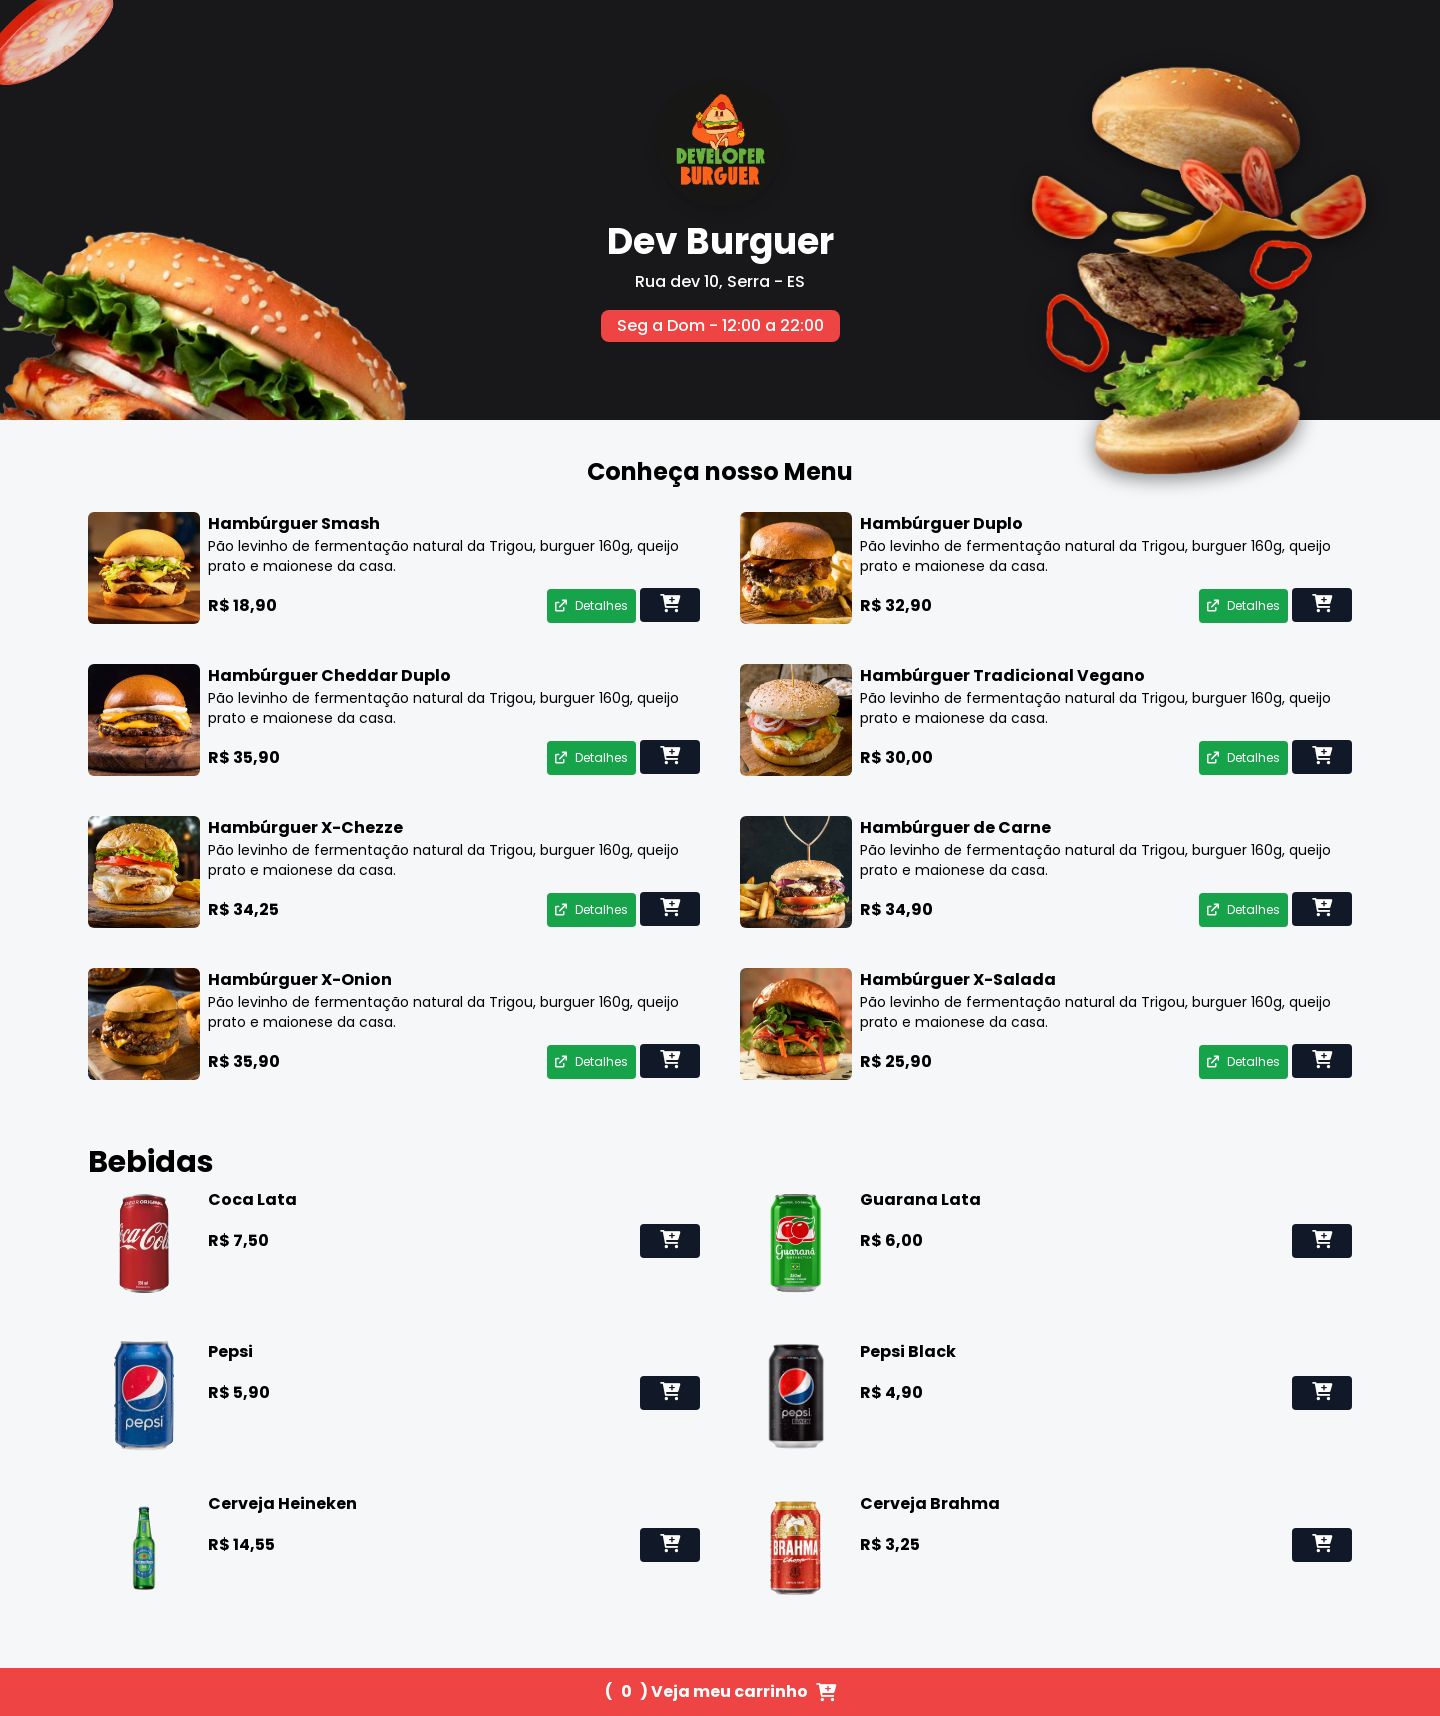 DEVELOPER
BURGUER
Dev Burguer
Rua dev 10, Serra - ES
Seg a Dom - 12:00 a 22:00
Conheça nosso Menu
Hambúrguer Smash
Pão levinho de fermentação natural da Trigou, burguer 160g, queijo
prato e maionese da casa.
R$ 18,90
Detalhes
Hambúrguer Duplo
Pão levinho de fermentação natural da Trigou, burguer 160g, queijo
prato e maionese da casa.
R$ 32,90
Detalhes
Hambúrguer Cheddar Duplo
Pão levinho de fermentação natural da Trigou, burguer 160g, queijo
prato e maionese da casa.
R$ 35,90
Detalhes
Hambúrguer Tradicional Vegano
Pão levinho de fermentação natural da Trigou, burguer 160g, queijo
prato e maionese da casa.
R$ 30,00
Detalhes
Hambúrguer X-Chezze
Pão levinho de fermentação natural da Trigou, burguer 160g, queijo
prato e maionese da casa.
R$ 34,25
Detalhes
Hambúrguer de Carne
Pão levinho de fermentação natural da Trigou, burguer 160g, queijo
prato e maionese da casa.
R$ 34,90
Detalhes
Hambúrguer X-Onion
Pão levinho de fermentação natural da Trigou, burguer 160g, queijo
prato e maionese da casa.
R$ 35,90
Detalhes
Hambúrguer X-Salada
Pão levinho de fermentação natural da Trigou, burguer 160g, queijo
prato e maionese da casa.
R$ 25,90
Detalhes
Bebidas
Coca Lata
R$ 7,50
Guaraná
Guarana Lata
R$ 6,00
pepsi
Pepsi
R$ 5,90
pepsi
Pepsi Black
R$ 4,90
Cerveja Heineken
R$ 14,55
BRAHMA
Chopp
Cerveja Brahma
R$ 3,25
( 0 ) Veja meu carrinho